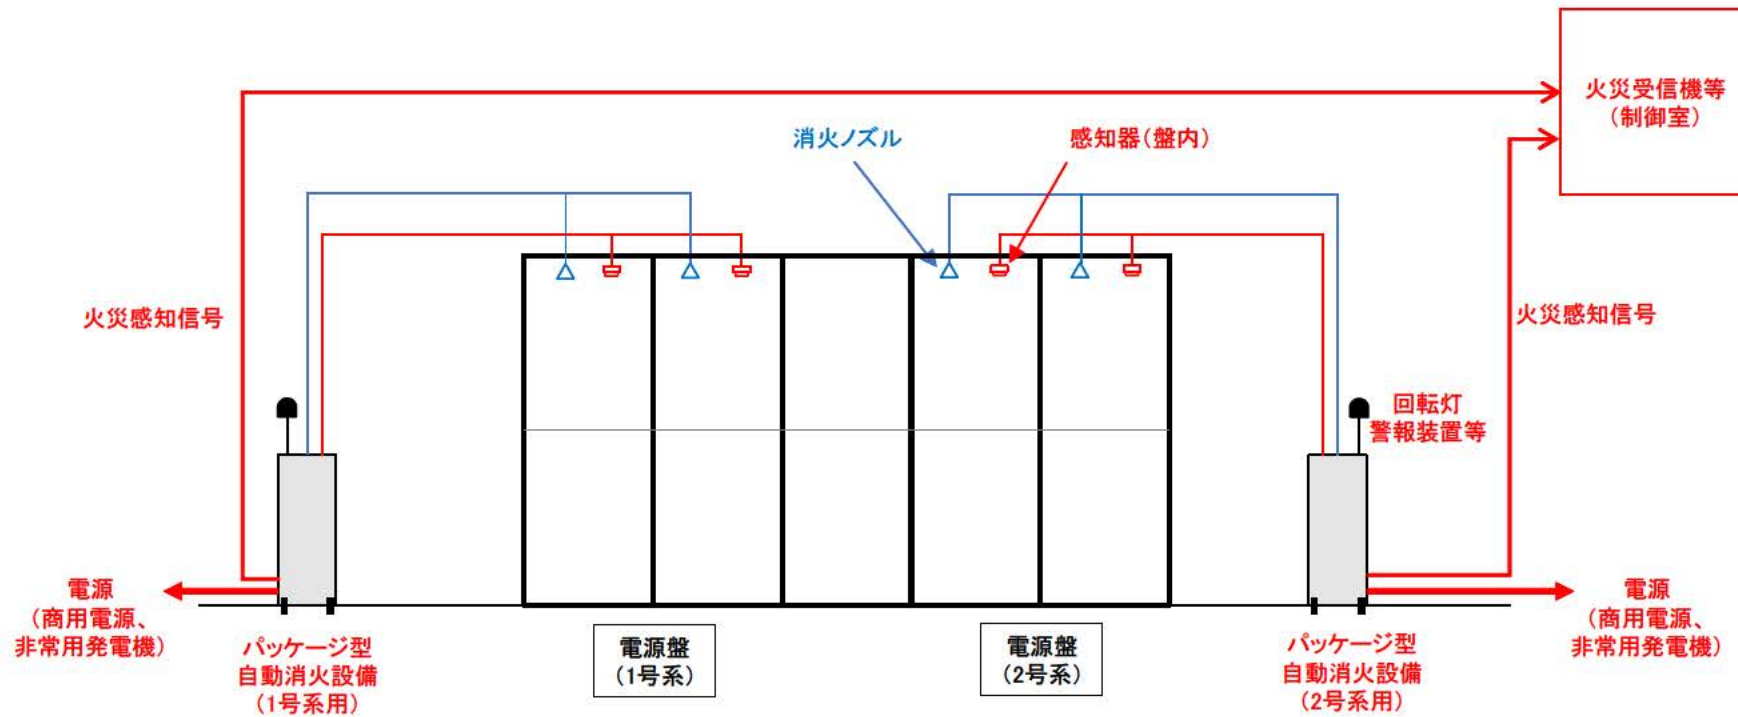 火災受信機等
（制御室）
消火ノズル
感知器（盤内）
火災感知信号
火災感知信号
回転灯
警報装置等
電源
（商用電源、
非常用発電機）
パッケージ型
自動消火設備
（1号系用）
電源盤
（1号系）
電源盤
（2号系）
パッケージ型
自動消火設備
（2号系用）
電源
（商用電源、
非常用発電機）